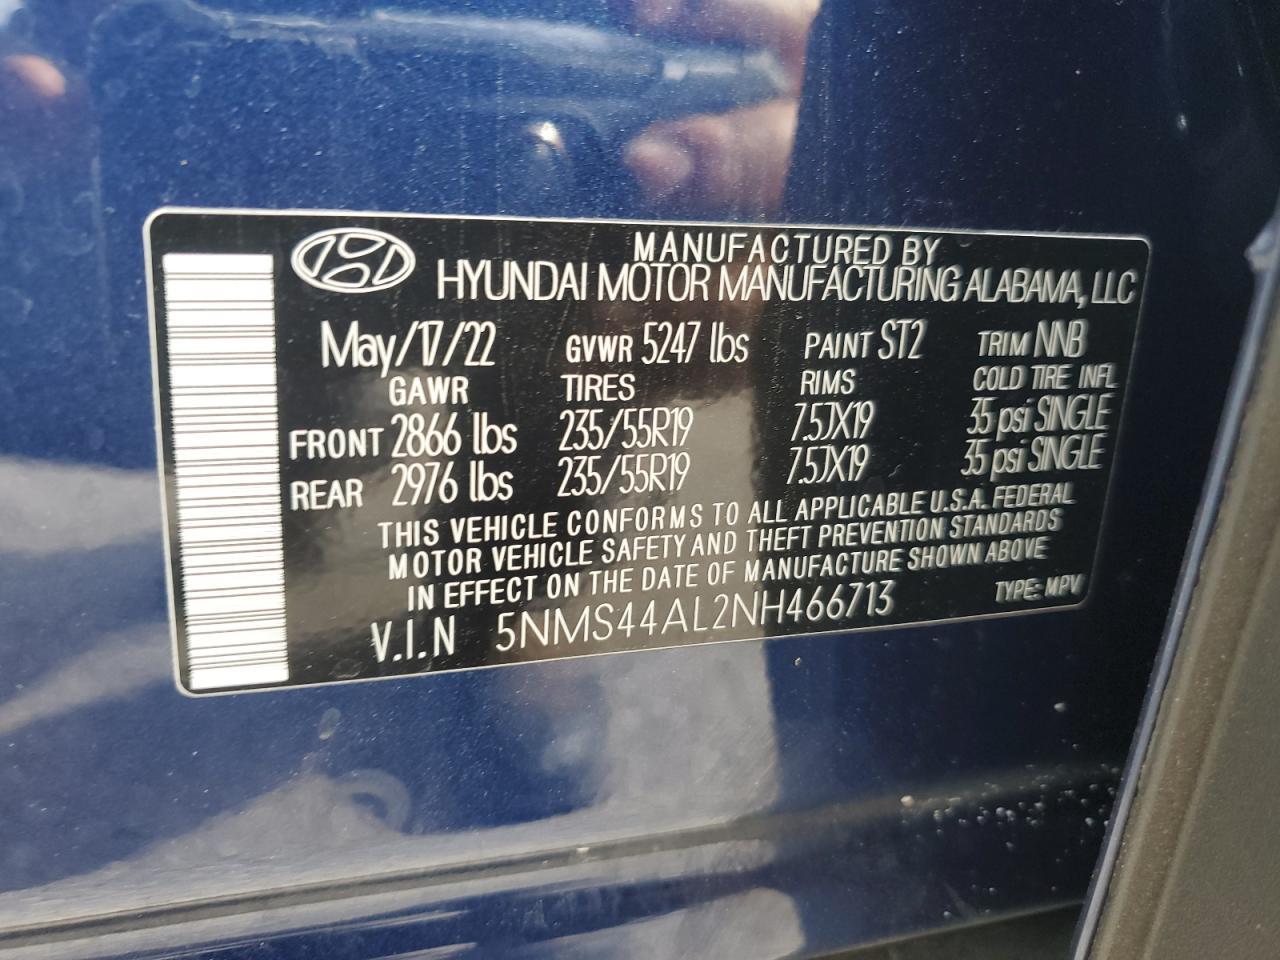 MANUFACTURED BY
HYUNDAI MOTOR MANUFACTURING ALABAMA, LLC
May/17/22 GVWR 5247 lbs PAINT ST2 TRIM NNB
GAWR TIRES RIMS COLD TIRE INFL
FRONT 2866 lbs 235/55R19 7.5JX19 35 psi SINGLE
REAR 2976 lbs 235/55R19 7.5JX19 35 psi SINGLE
THIS VEHICLE CONFORMS TO ALL APPLICABLE U.S.A. FEDERAL
MOTOR VEHICLE SAFETY AND THEFT PREVENTION STANDARDS
IN EFFECT ON THE DATE OF MANUFACTURE SHOWN ABOVE
V.I.N 5NMS44AL2NH466713 TYPE: MPV